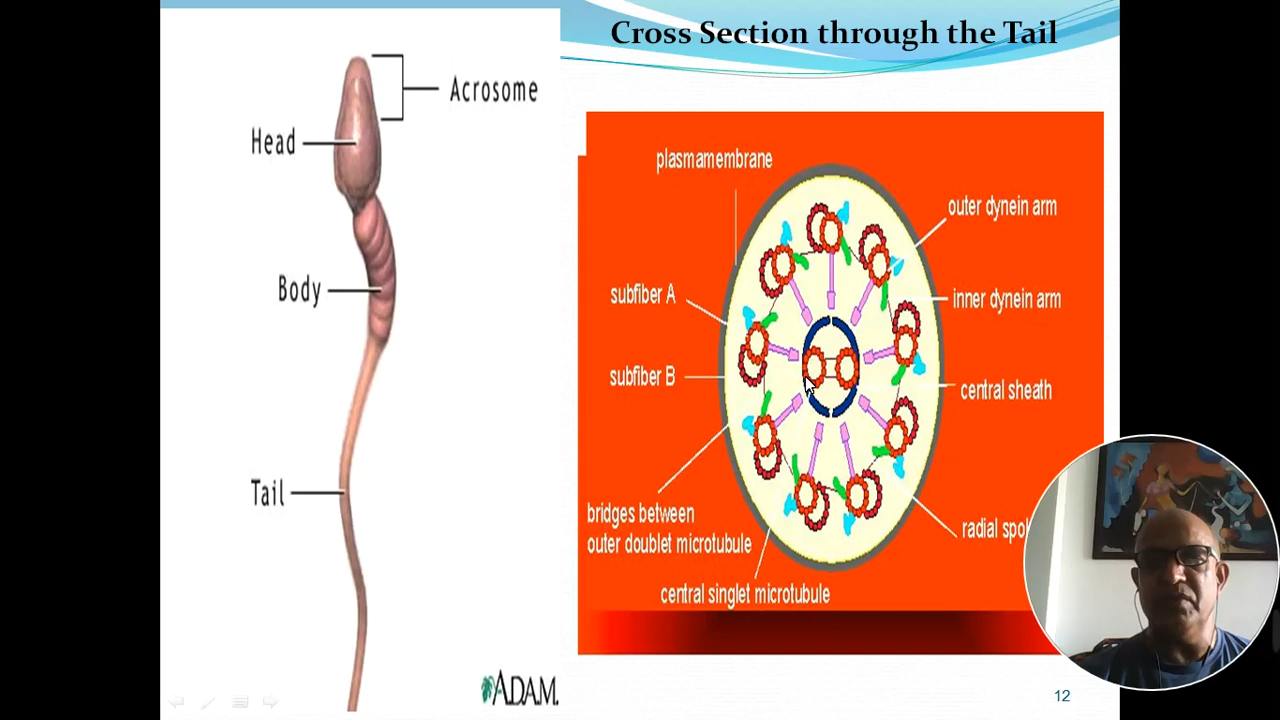 Cross Section through the Tail
Acrosome
Head
Body
Tail
ADAM.
plasmamembrane
outer dynein arm
subfiber A
inner dynein arm
subfiber B
central sheath
bridges between
outer doublet microtubule
radial
central singlet microtubule
12